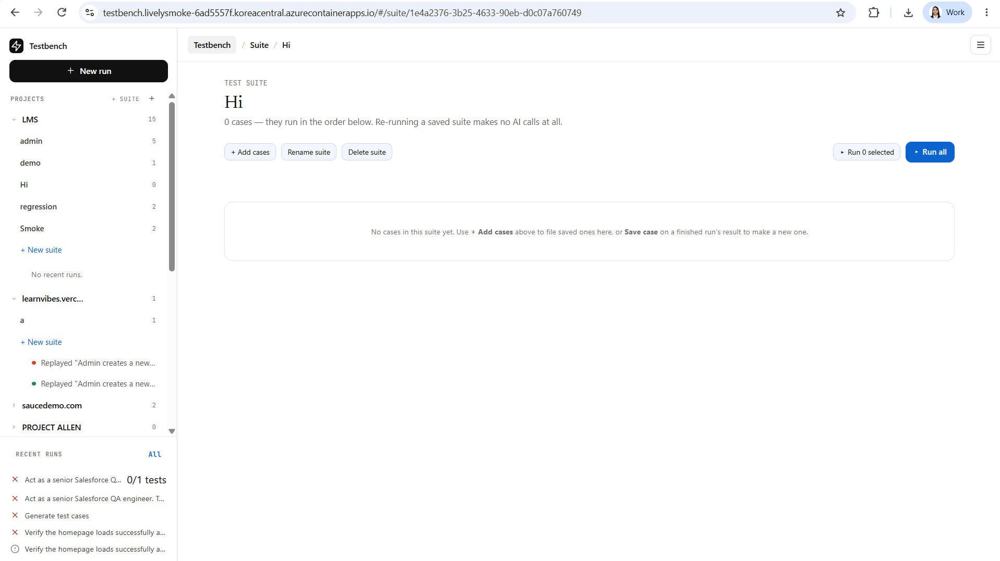 testbench.livelysmoke-6ad5557f.koreacentral.azurecontainerapps.io/#/suite/1e4a2376-3b25-4633-90eb-d0c07a760749
Work
Testbench
+ New run
PROJECTS + SUITE +
LMS 15
admin 5
demo 1
Hi 0
regression 2
Smoke 2
+ New suite
No recent runs.
learnvibes.verc... 1
a 1
+ New suite
Replayed "Admin creates a new...
Replayed "Admin creates a new...
saucedemo.com 2
PROJECT ALLEN 0
RECENT RUNS All
Act as a senior Salesforce Q... 0/1 tests
Act as a senior Salesforce QA engineer. T...
Generate test cases
Verify the homepage loads successfully a...
Verify the homepage loads successfully a...
Testbench / Suite / Hi
TEST SUITE
Hi
0 cases — they run in the order below. Re-running a saved suite makes no AI calls at all.
+ Add cases Rename suite Delete suite Run 0 selected Run all
No cases in this suite yet. Use + Add cases above to file saved ones here, or Save case on a finished run's result to make a new one.